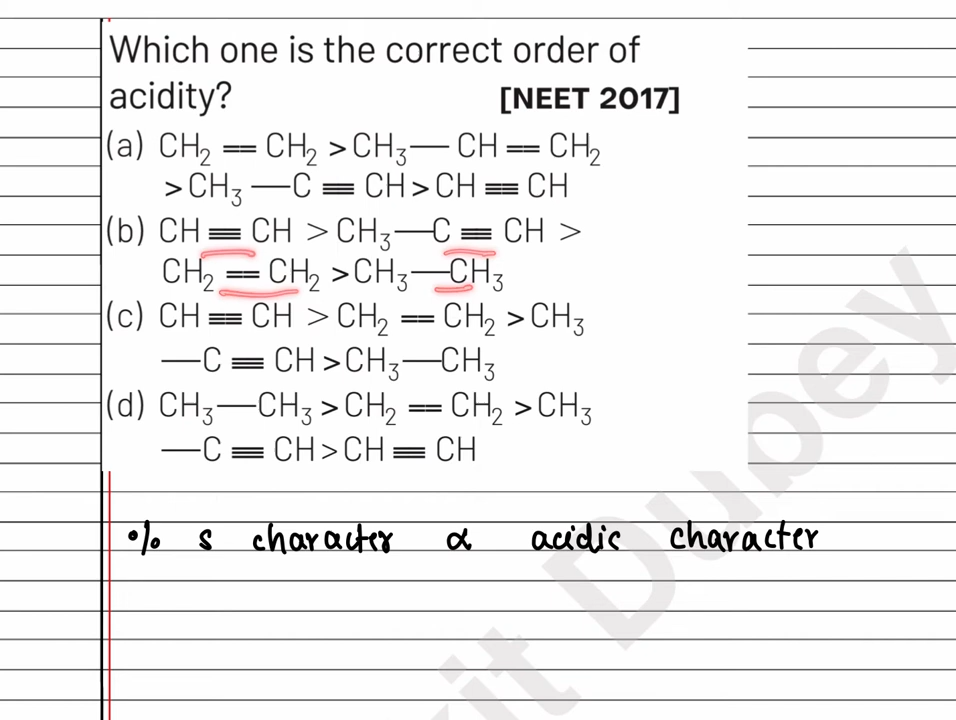 Which one is the correct order of
acidity? [NEET 2017]
(a) CH₂ == CH₂ > CH₃— CH == CH₂
> CH₃ —C ≡ CH > CH ≡ CH
(b) CH ≡ CH > CH₃—C ≡ CH >
CH₂ == CH₂ > CH₃—CH₃
(c) CH ≡ CH > CH₂ == CH₂ > CH₃
—C ≡ CH > CH₃—CH₃
(d) CH₃—CH₃ > CH₂ == CH₂ > CH₃
—C ≡ CH > CH ≡ CH
% s character ∝ acidic character
it Dubey